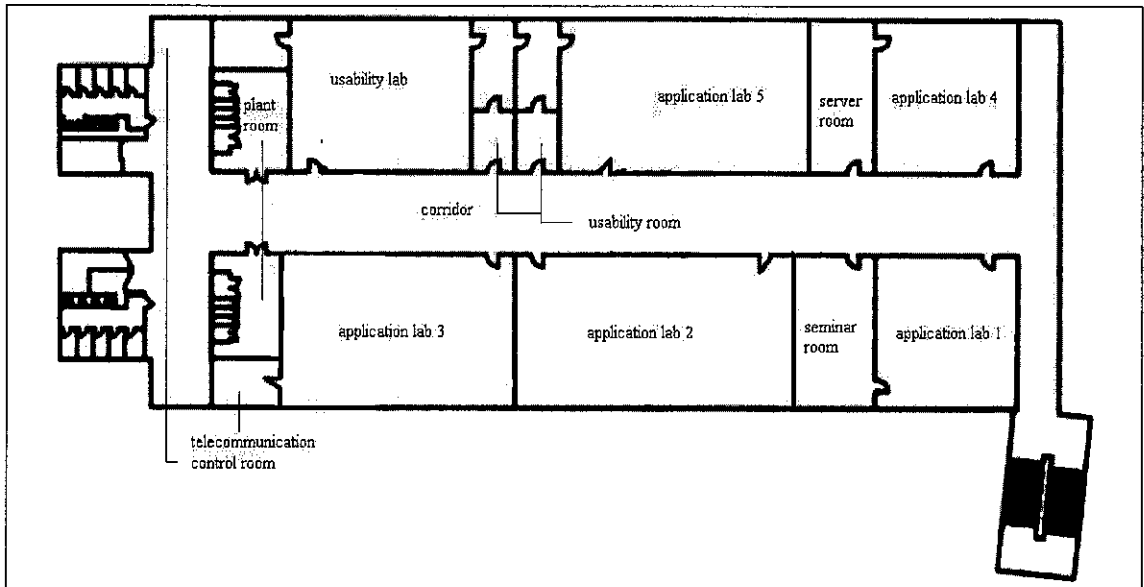 usability lab
plant
room
application lab 5
server
room
application lab 4
corridor
usability room
application lab 3
application lab 2
seminar
room
application lab 1
telecommunication
control room